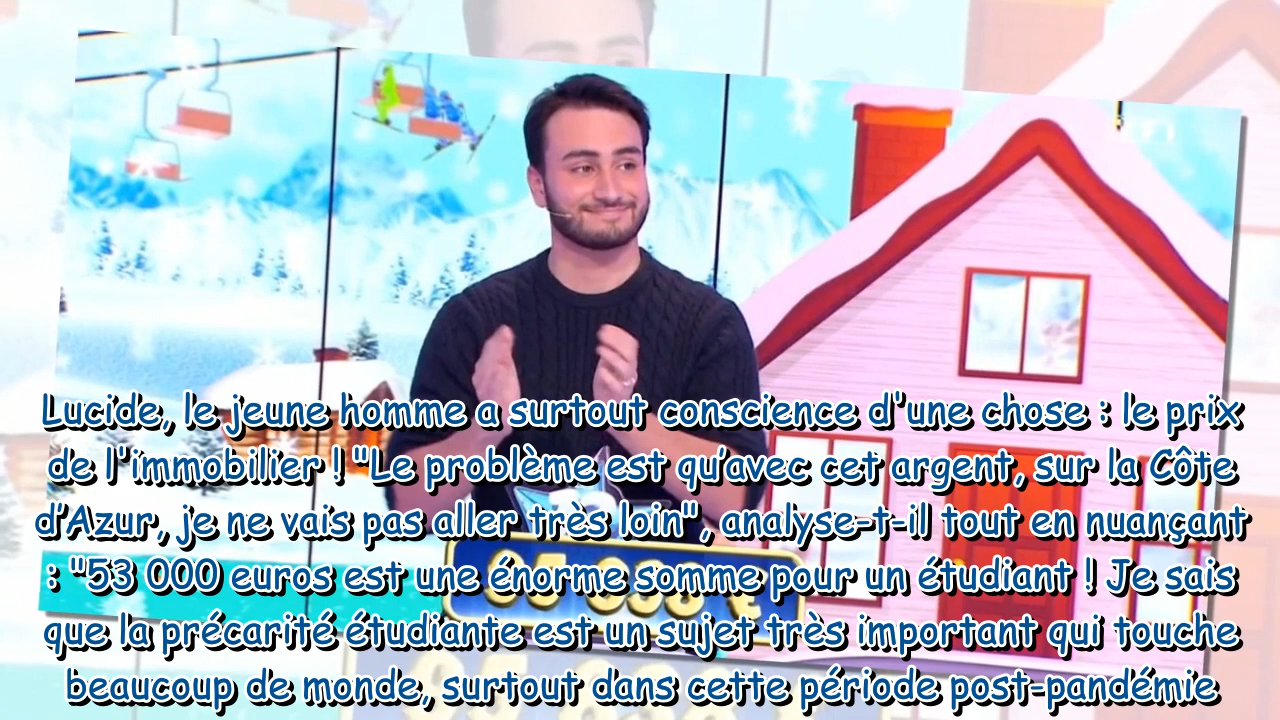 Lucide, le jeune homme a surtout conscience d'une chose : le prix
de l'immobilier ! "Le problème est qu’avec cet argent, sur la Côte
d’Azur, je ne vais pas aller très loin", analyse-t-il tout en nuançant
: "53 000 euros est une énorme somme pour un étudiant ! Je sais
que la précarité étudiante est un sujet très important qui touche
beaucoup de monde, surtout dans cette période post-pandémie